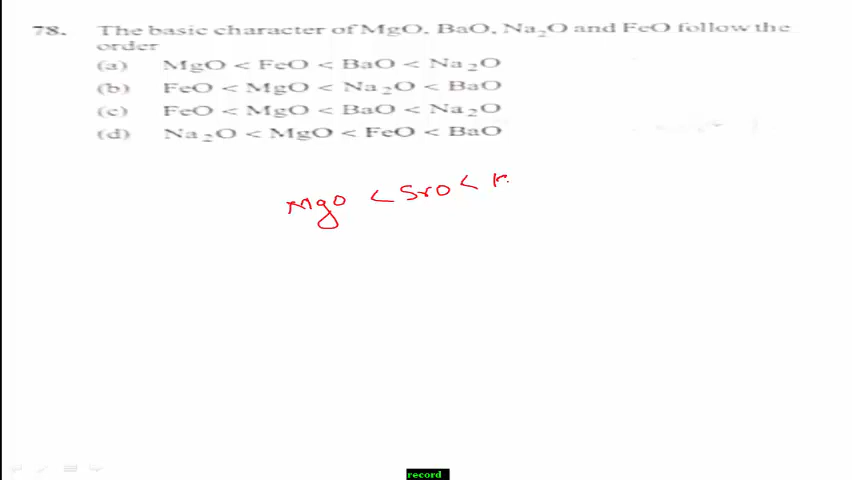 78. The basic character of MgO, BaO, Na₂O and FeO follow the
order
(a) MgO < FeO < BaO < Na₂O
(b) FeO < MgO < Na₂O < BaO
(c) FeO < MgO < BaO < Na₂O
(d) Na₂O < MgO < FeO < BaO
MgO < SrO <
record